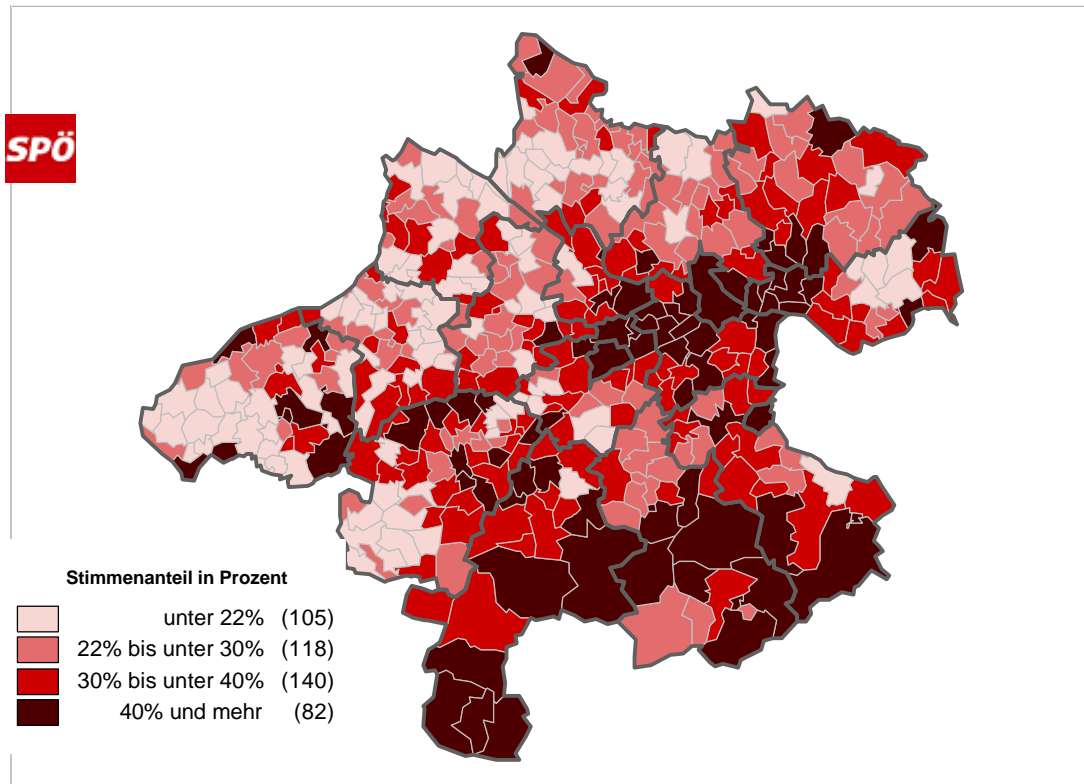 SPÖ
Stimmenanteil in Prozent
unter 22% (105)
22% bis unter 30% (118)
30% bis unter 40% (140)
40% und mehr (82)